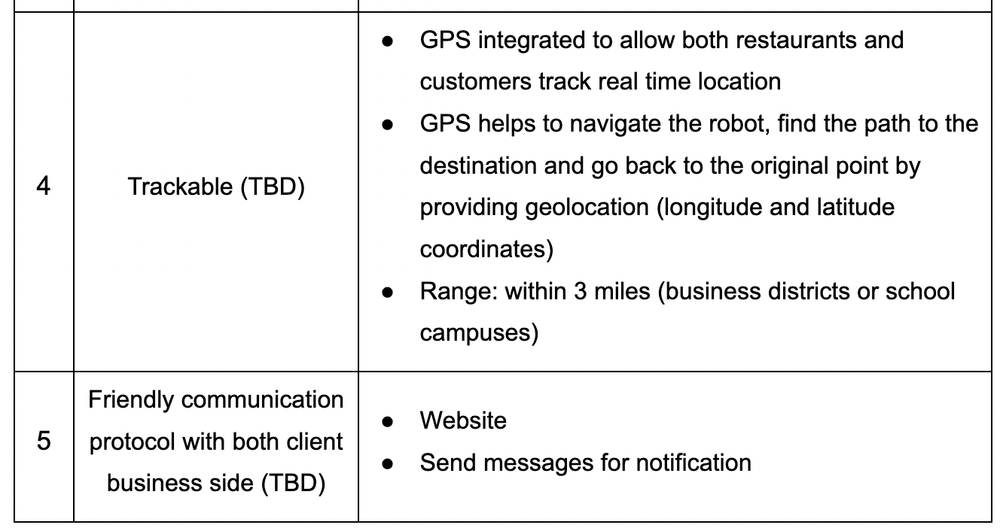 4
Trackable (TBD)
● GPS integrated to allow both restaurants and
customers track real time location
● GPS helps to navigate the robot, find the path to the
destination and go back to the original point by
providing geolocation (longitude and latitude
coordinates)
● Range: within 3 miles (business districts or school
campuses)
5
Friendly communication
protocol with both client
business side (TBD)
● Website
● Send messages for notification